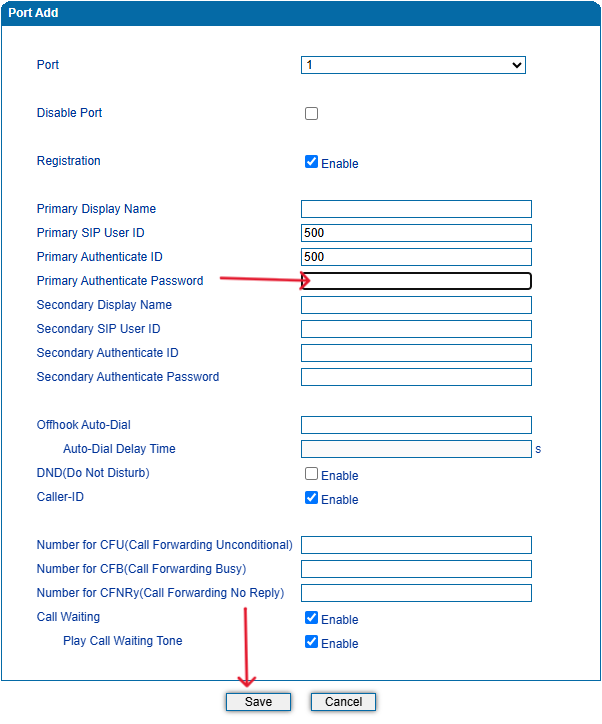 Port Add
Port 1
Disable Port
Registration Enable
Primary Display Name
Primary SIP User ID 500
Primary Authenticate ID 500
Primary Authenticate Password
Secondary Display Name
Secondary SIP User ID
Secondary Authenticate ID
Secondary Authenticate Password
Offhook Auto-Dial
Auto-Dial Delay Time s
DND(Do Not Disturb) Enable
Caller-ID Enable
Number for CFU(Call Forwarding Unconditional)
Number for CFB(Call Forwarding Busy)
Number for CFNRy(Call Forwarding No Reply)
Call Waiting Enable
Play Call Waiting Tone Enable
Save Cancel